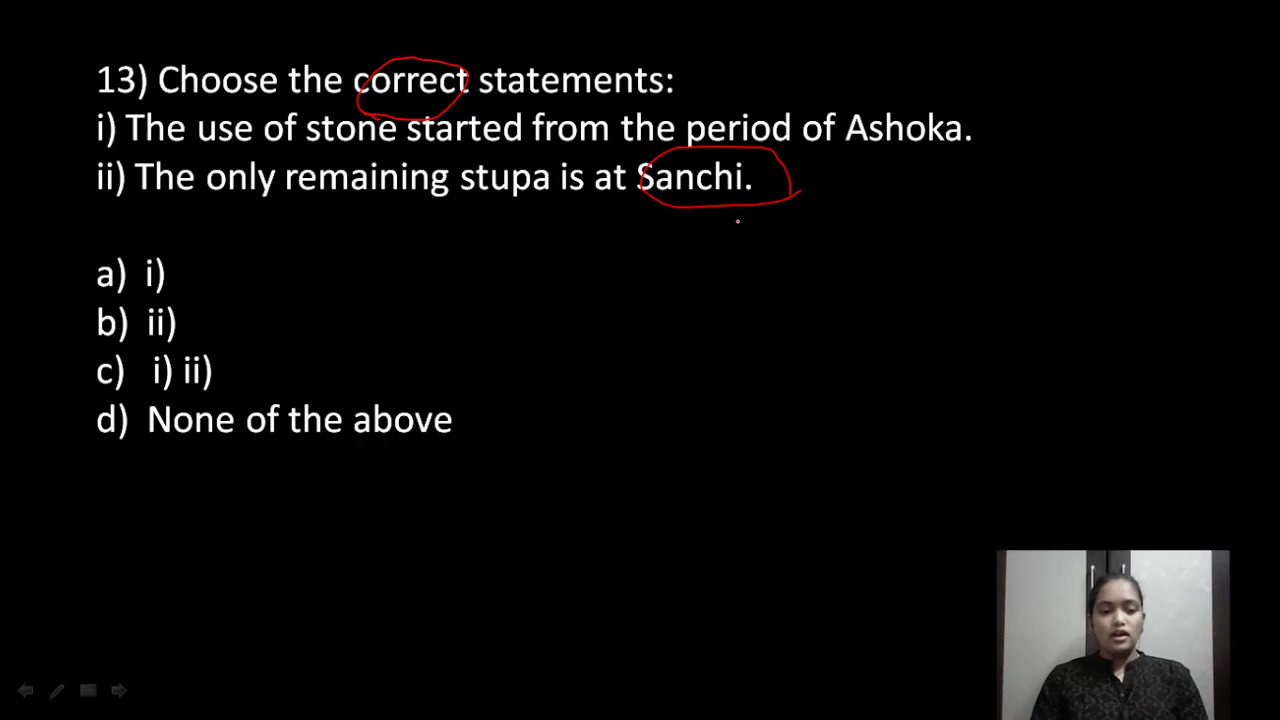 13) Choose the correct statements:
i) The use of stone started from the period of Ashoka.
ii) The only remaining stupa is at Sanchi.
a) i)
b) ii)
c) i) ii)
d) None of the above